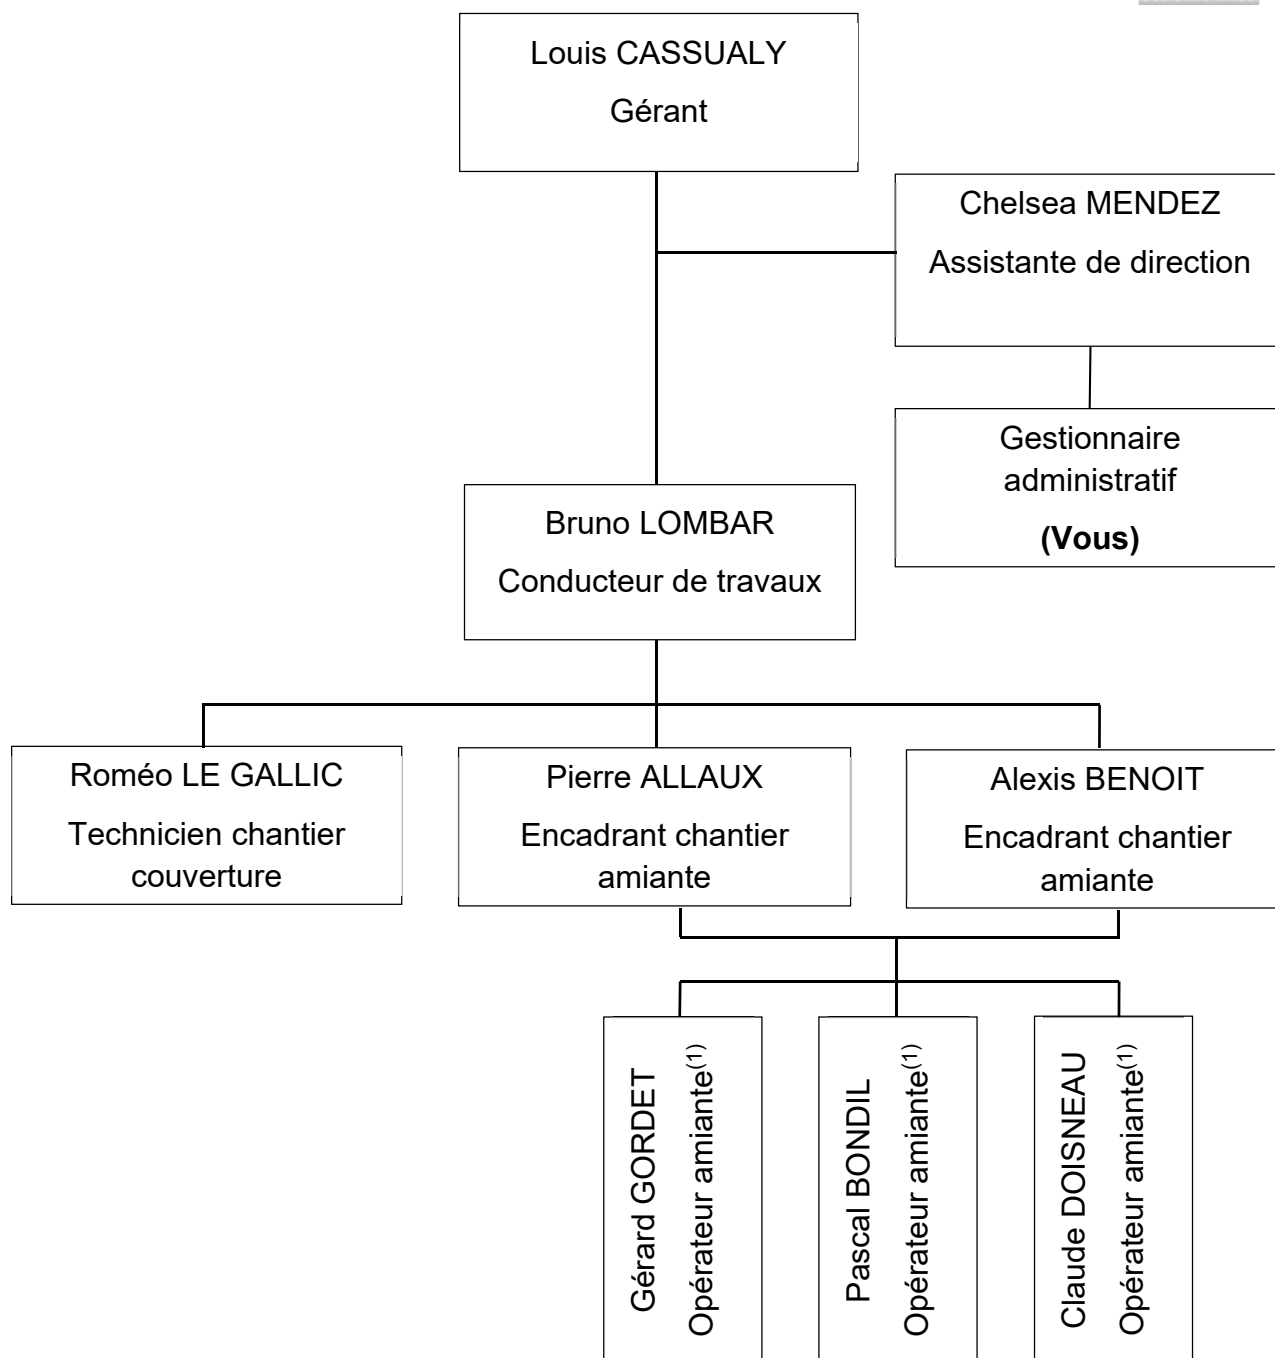 Louis CASSUALY
Gérant
Chelsea MENDEZ
Assistante de direction
Gestionnaire
administratif
(Vous)
Bruno LOMBAR
Conducteur de travaux
Roméo LE GALLIC
Technicien chantier
couverture
Pierre ALLAUX
Encadrant chantier
amiante
Alexis BENOIT
Encadrant chantier
amiante
Gérard GORDET
Opérateur amiante(1)
Pascal BONDIL
Opérateur amiante(1)
Claude DOISNEAU
Opérateur amiante(1)